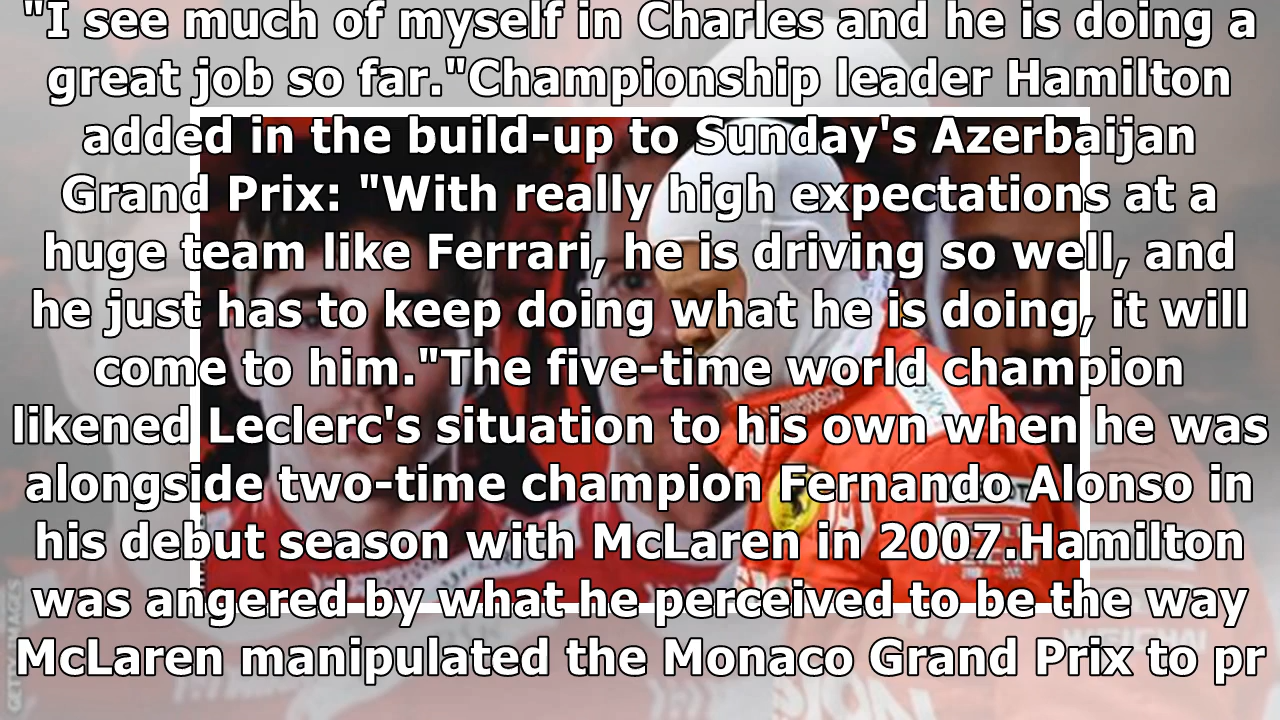 "I see much of myself in Charles and he is doing a
great job so far."Championship leader Hamilton
added in the build-up to Sunday's Azerbaijan
Grand Prix: "With really high expectations at a
huge team like Ferrari, he is driving so well, and
he just has to keep doing what he is doing, it will
come to him."The five-time world champion
likened Leclerc's situation to his own when he was
alongside two-time champion Fernando Alonso in
his debut season with McLaren in 2007.Hamilton
was angered by what he perceived to be the way
McLaren manipulated the Monaco Grand Prix to pr
GETTY IMAGES
WEICHAI